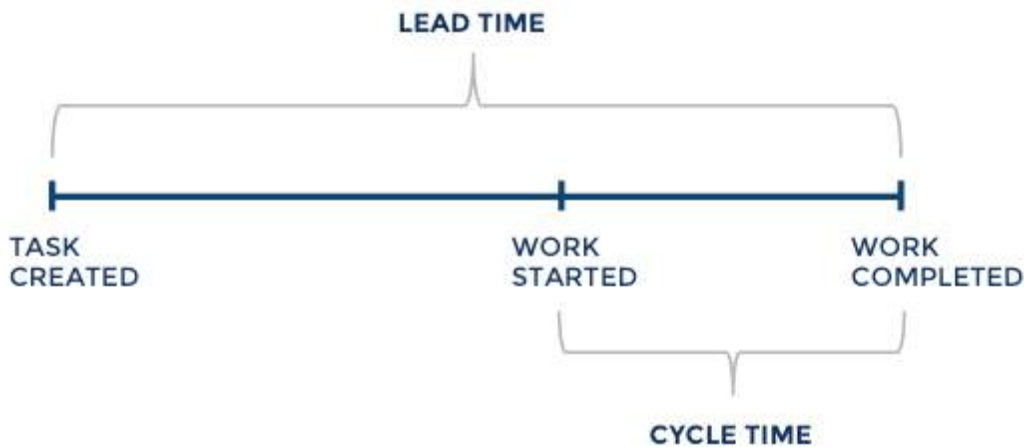 LEAD TIME
TASK
CREATED
WORK
STARTED
WORK
COMPLETED
CYCLE TIME